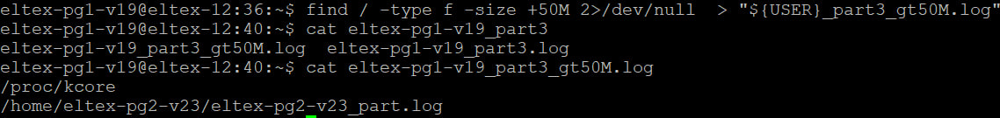 eltex-pg1-v19@eltex-12:36:~$ find / -type f -size +50M 2>/dev/null  > "${USER}_part3_gt50M.log"
eltex-pg1-v19@eltex-12:40:~$ cat eltex-pg1-v19_part3
eltex-pg1-v19_part3_gt50M.log  eltex-pg1-v19_part3.log
eltex-pg1-v19@eltex-12:40:~$ cat eltex-pg1-v19_part3_gt50M.log
/proc/kcore
/home/eltex-pg2-v23/eltex-pg2-v23_part.log